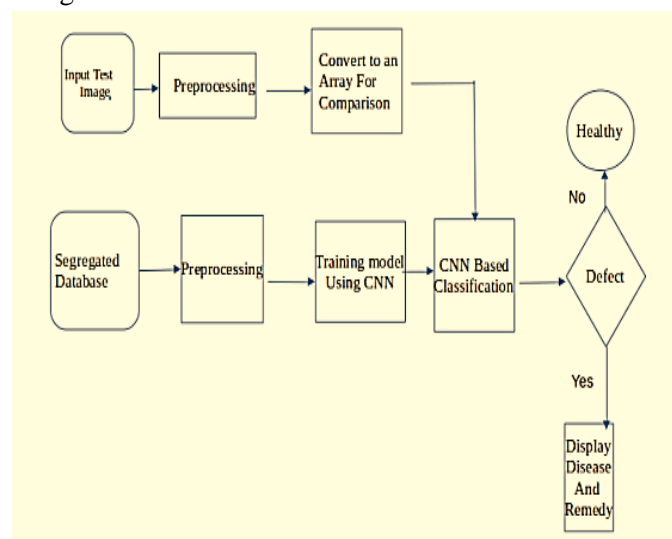 Input Test
Image,
Preprocessing
Convert to an
Array For
Comparison
Healthy
No
Segregated
Database
Preprocessing
Training model
Using CNN
CNN Based
Classification
Defect
Yes
Display
Disease
And
Remedy